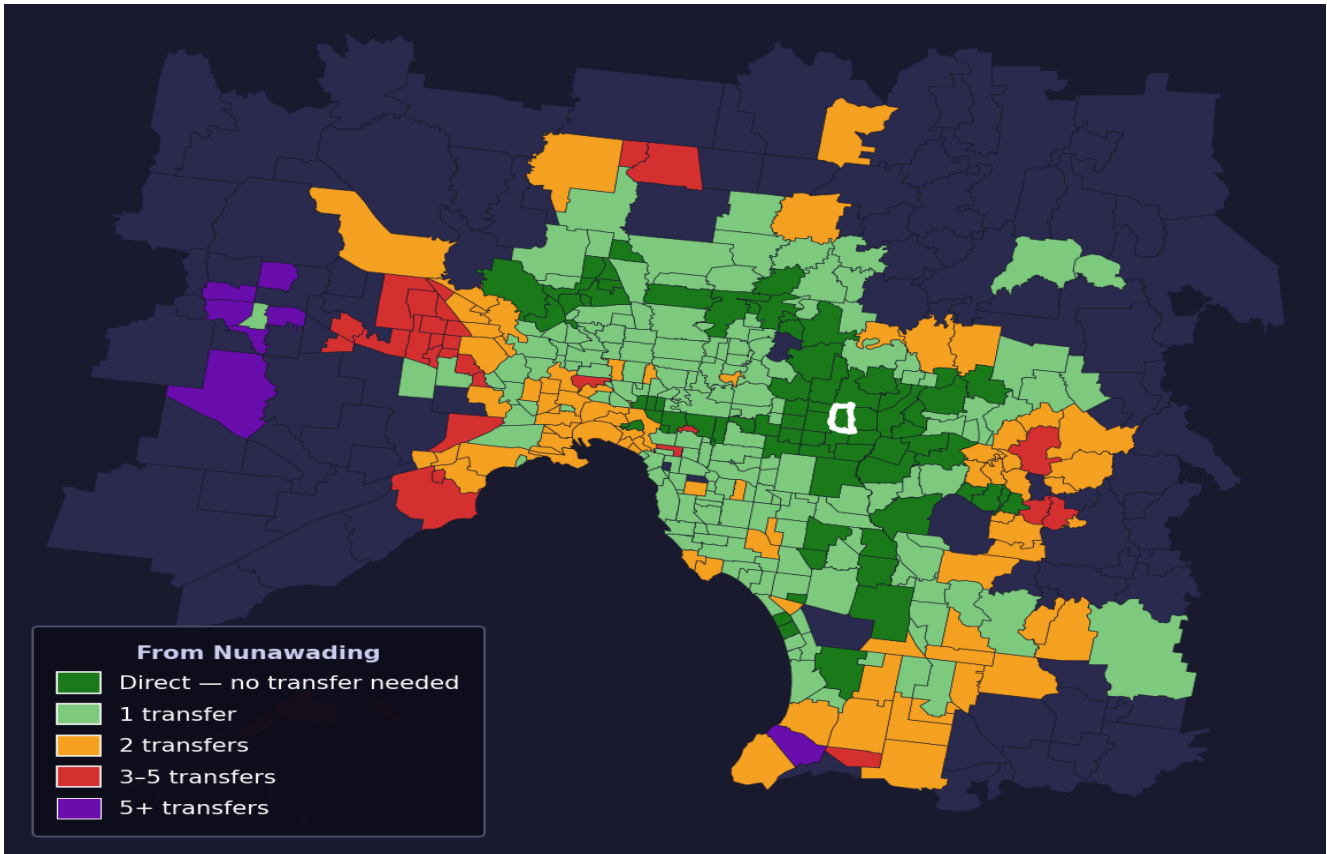 From Nunawading
Direct — no transfer needed
1 transfer
2 transfers
3–5 transfers
5+ transfers